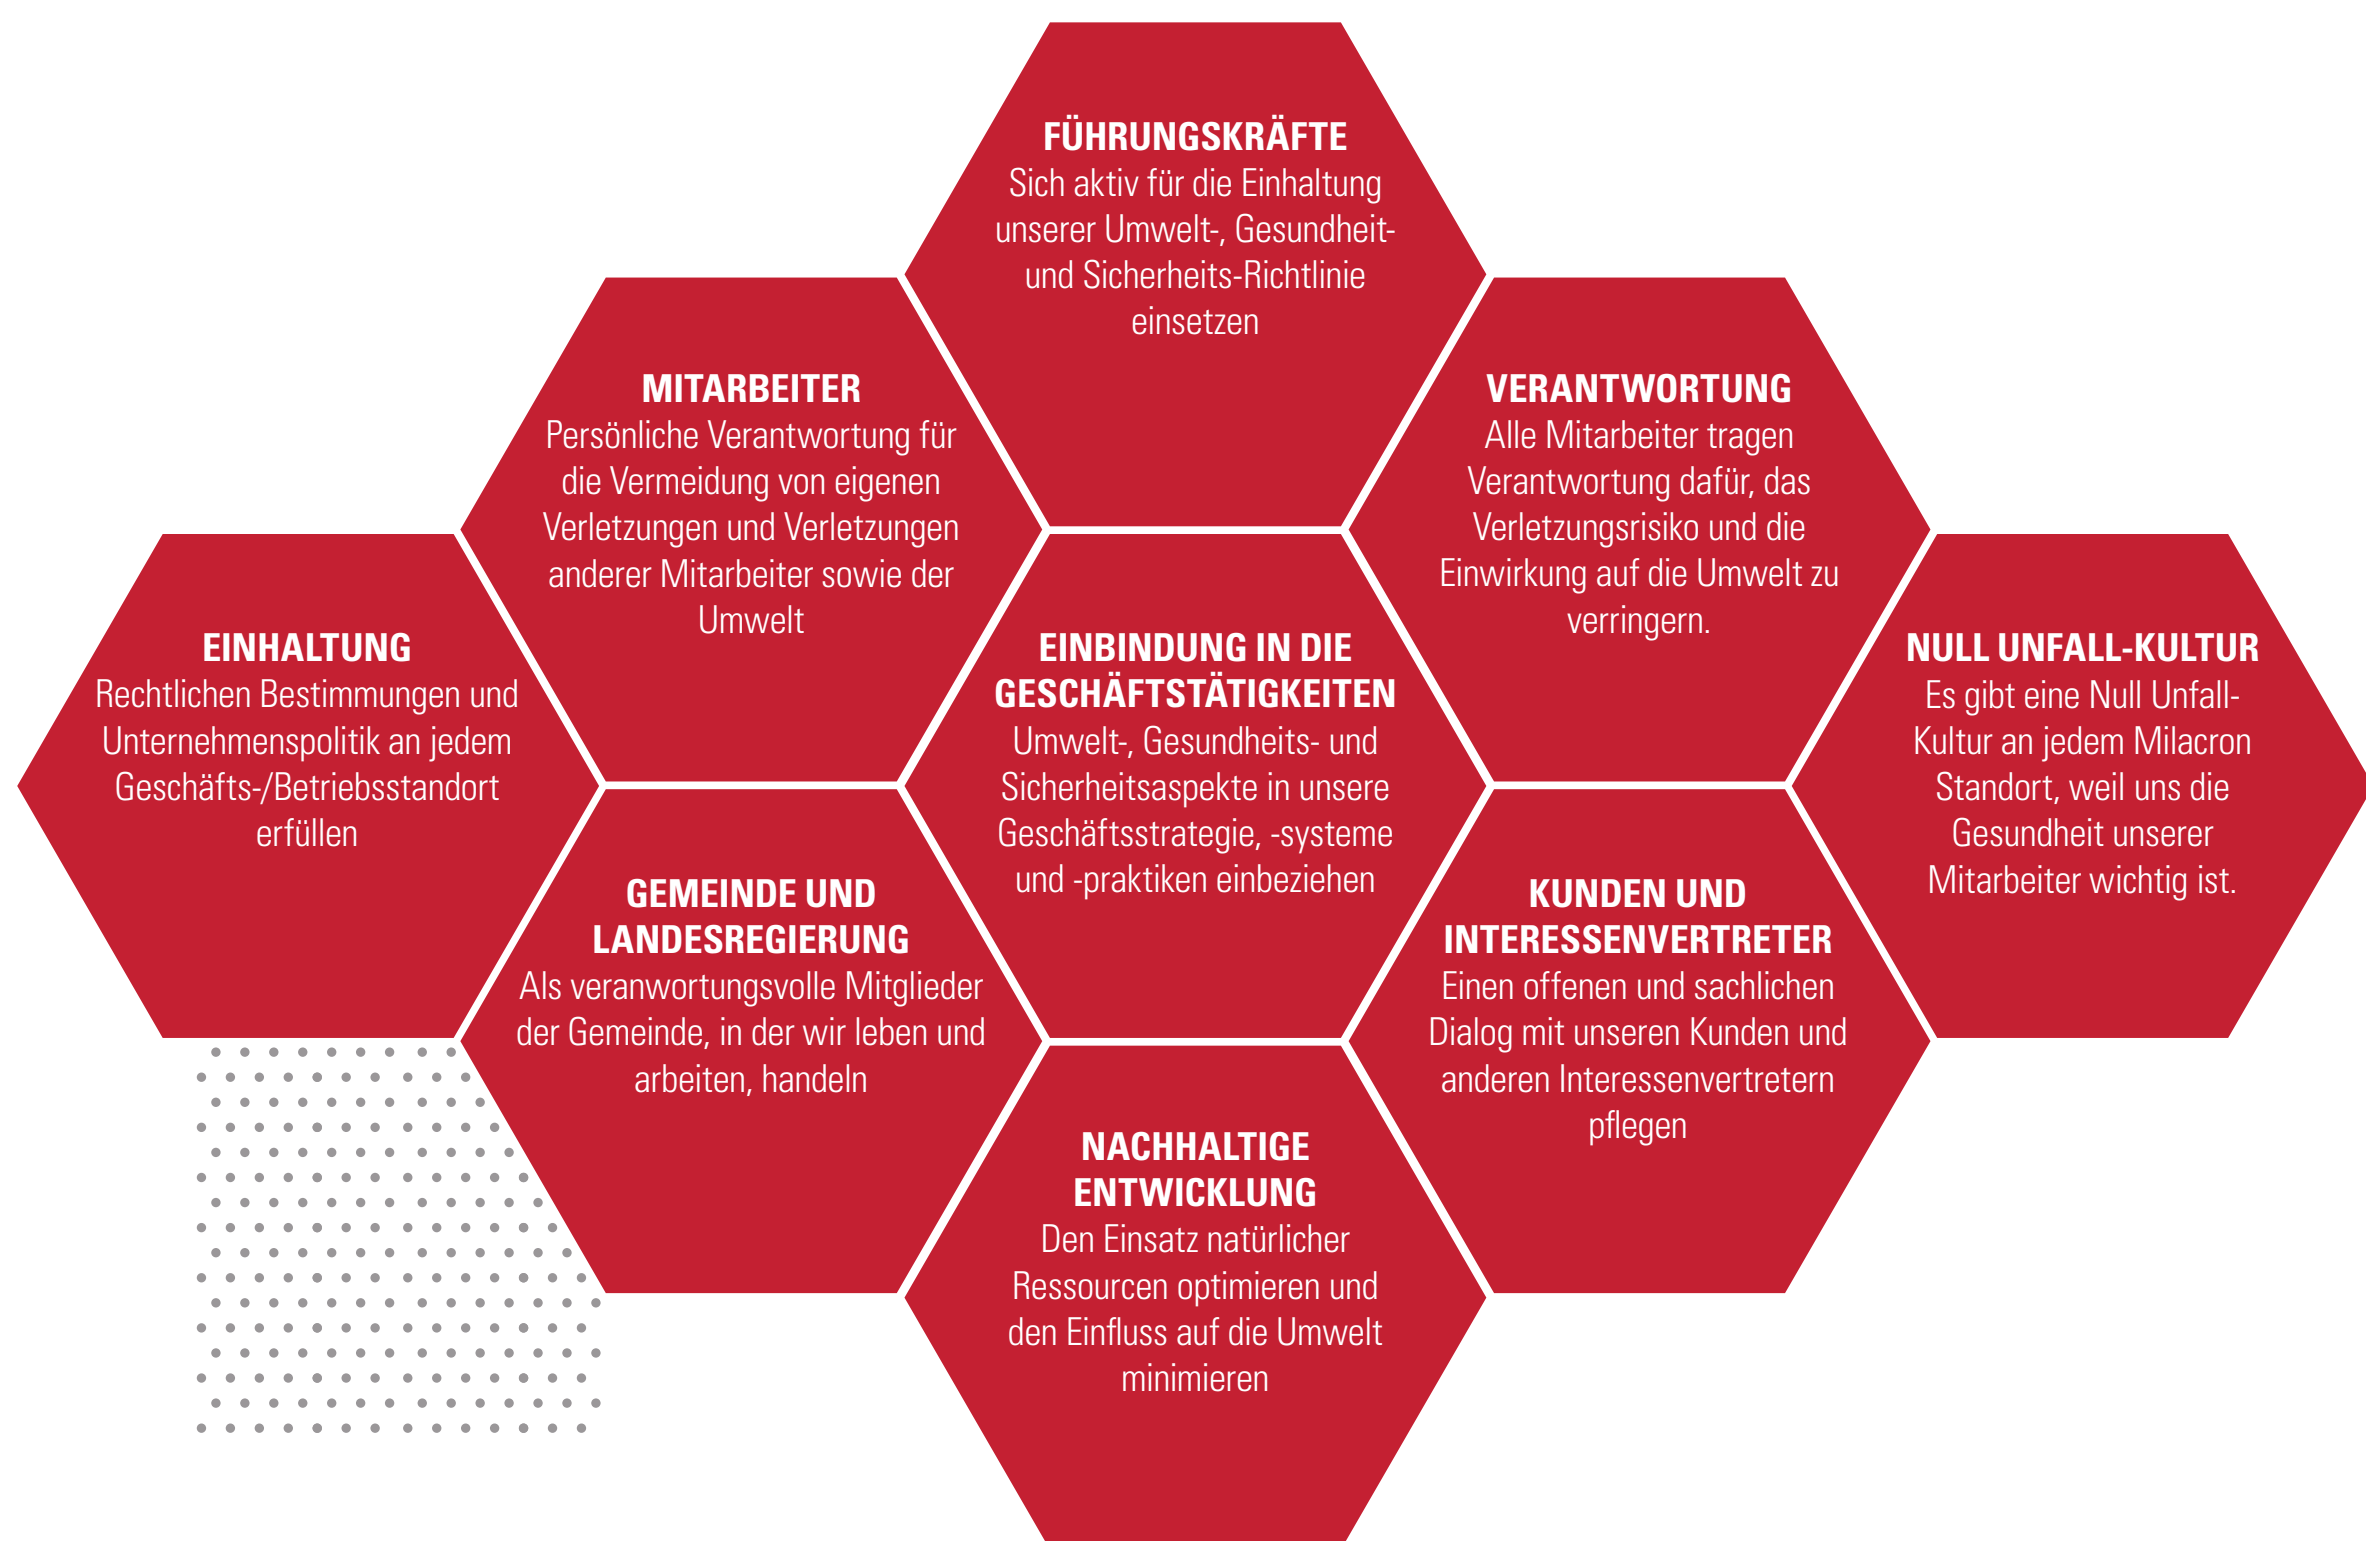 FÜHRUNGSKRÄFTE
Sich aktiv für die Einhaltung
unserer Umwelt-, Gesundheit-
und Sicherheits-Richtlinie
einsetzen
MITARBEITER
Persönliche Verantwortung für
die Vermeidung von eigenen
Verletzungen und Verletzungen
anderer Mitarbeiter sowie der
Umwelt
VERANTWORTUNG
Alle Mitarbeiter tragen
Verantwortung dafür, das
Verletzungsrisiko und die
Einwirkung auf die Umwelt zu
verringern.
EINHALTUNG
Rechtlichen Bestimmungen und
Unternehmenspolitik an jedem
Geschäfts-/Betriebsstandort
erfüllen
EINBINDUNG IN DIE
GESCHÄFTSTÄTIGKEITEN
Umwelt-, Gesundheits- und
Sicherheitsaspekte in unsere
Geschäftsstrategie, -systeme
und -praktiken einbeziehen
NULL UNFALL-KULTUR
Es gibt eine Null Unfall-
Kultur an jedem Milacron
Standort, weil uns die
Gesundheit unserer
Mitarbeiter wichtig ist.
GEMEINDE UND
LANDESREGIERUNG
Als veranwortungsvolle Mitglieder
der Gemeinde, in der wir leben und
arbeiten, handeln
KUNDEN UND
INTERESSENVERTRETER
Einen offenen und sachlichen
Dialog mit unseren Kunden und
anderen Interessenvertretern
pflegen
NACHHALTIGE
ENTWICKLUNG
Den Einsatz natürlicher
Ressourcen optimieren und
den Einfluss auf die Umwelt
minimieren